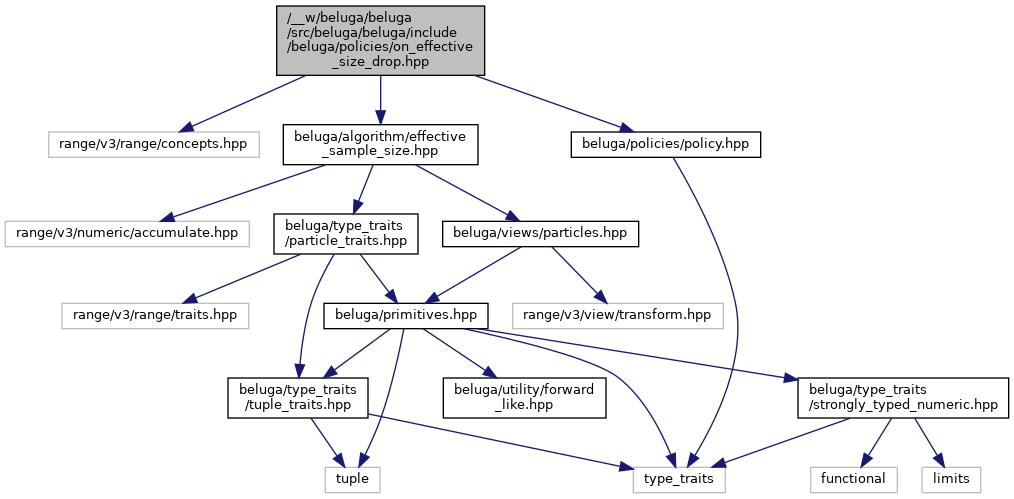 /__w/beluga/beluga
/src/beluga/beluga/include
/beluga/policies/on_effective
_size_drop.hpp
range/v3/range/concepts.hpp
beluga/algorithm/effective
_sample_size.hpp
beluga/policies/policy.hpp
range/v3/numeric/accumulate.hpp
beluga/type_traits
/particle_traits.hpp
beluga/views/particles.hpp
range/v3/range/traits.hpp
beluga/primitives.hpp
range/v3/view/transform.hpp
beluga/type_traits
/tuple_traits.hpp
beluga/utility/forward
_like.hpp
beluga/type_traits
/strongly_typed_numeric.hpp
tuple
type_traits
functional
limits